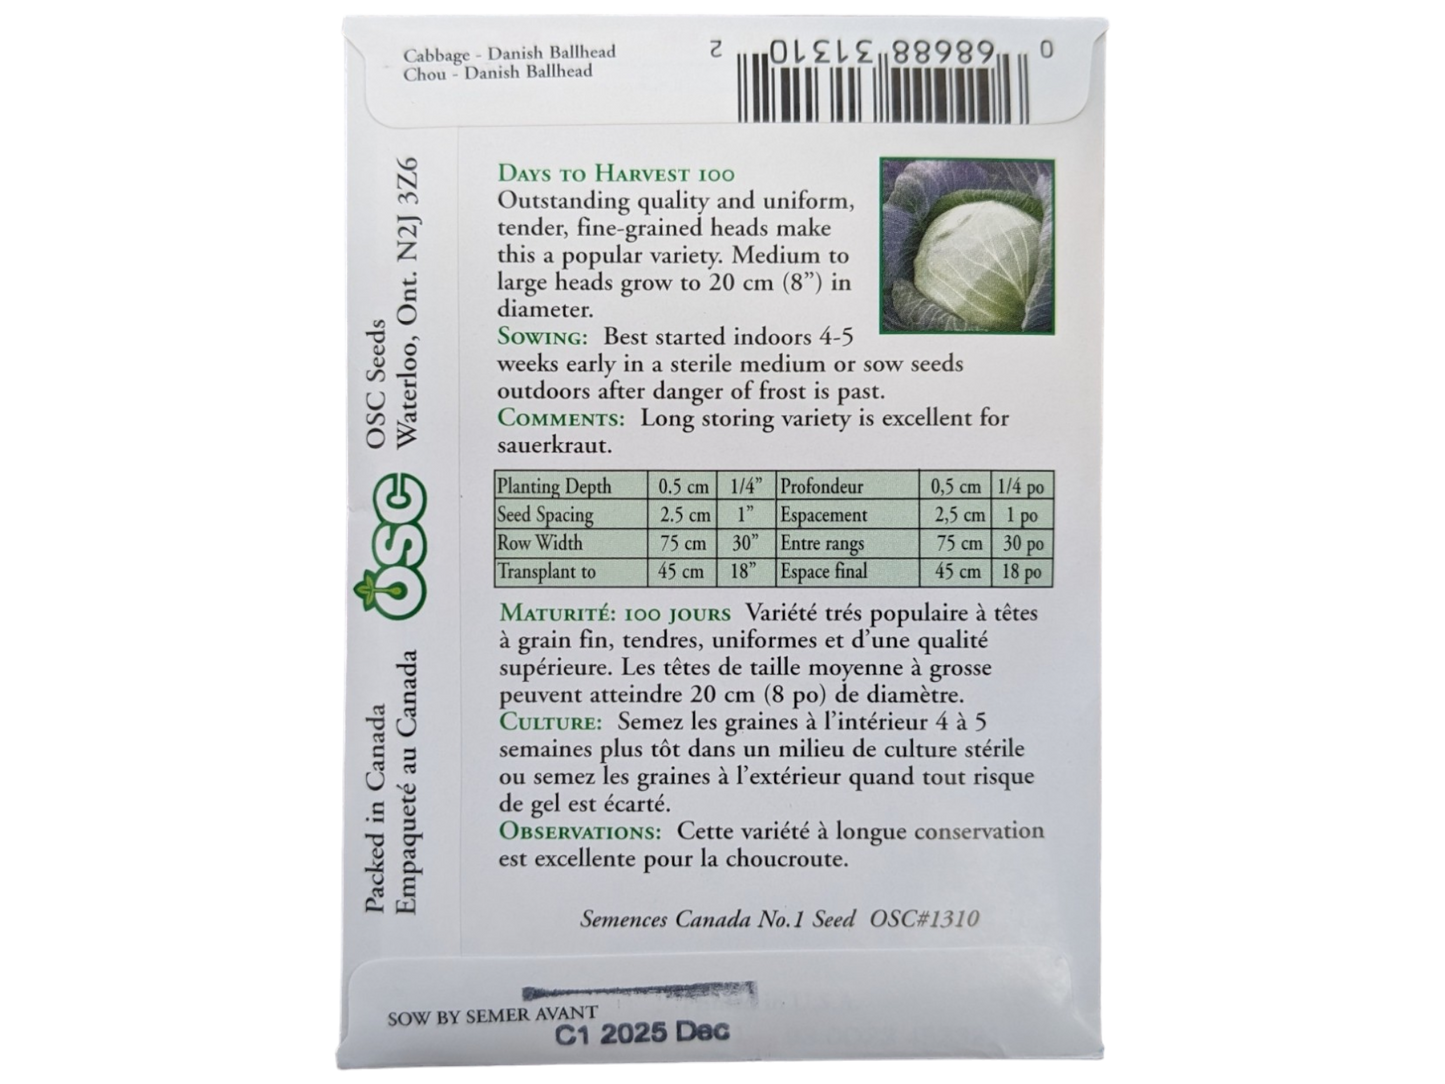 Cabbage - Danish Ballhead
Chou - Danish Ballhead
0 68688 31310 2
OSC Seeds
Waterloo, Ont. N2J 3Z6
OSC
Packed in Canada
Empaqueté au Canada
DAYS TO HARVEST 100
Outstanding quality and uniform,
tender, fine-grained heads make
this a popular variety. Medium to
large heads grow to 20 cm (8”) in
diameter.
SOWING: Best started indoors 4-5
weeks early in a sterile medium or sow seeds
outdoors after danger of frost is past.
COMMENTS: Long storing variety is excellent for
sauerkraut.
Planting Depth 0.5 cm 1/4” Profondeur 0,5 cm 1/4 po
Seed Spacing 2.5 cm 1” Espacement 2,5 cm 1 po
Row Width 75 cm 30” Entre rangs 75 cm 30 po
Transplant to 45 cm 18” Espace final 45 cm 18 po
MATURITÉ: 100 JOURS Variété trés populaire à têtes
à grain fin, tendres, uniformes et d’une qualité
supérieure. Les têtes de taille moyenne à grosse
peuvent atteindre 20 cm (8 po) de diamètre.
CULTURE: Semez les graines à l’intérieur 4 à 5
semaines plus tôt dans un milieu de culture stérile
ou semez les graines à l’extérieur quand tout risque
de gel est écarté.
OBSERVATIONS: Cette variété à longue conservation
est excellente pour la choucroute.
Semences Canada No.1 Seed OSC#1310
SOW BY SEMER AVANT
C1 2025 Dec